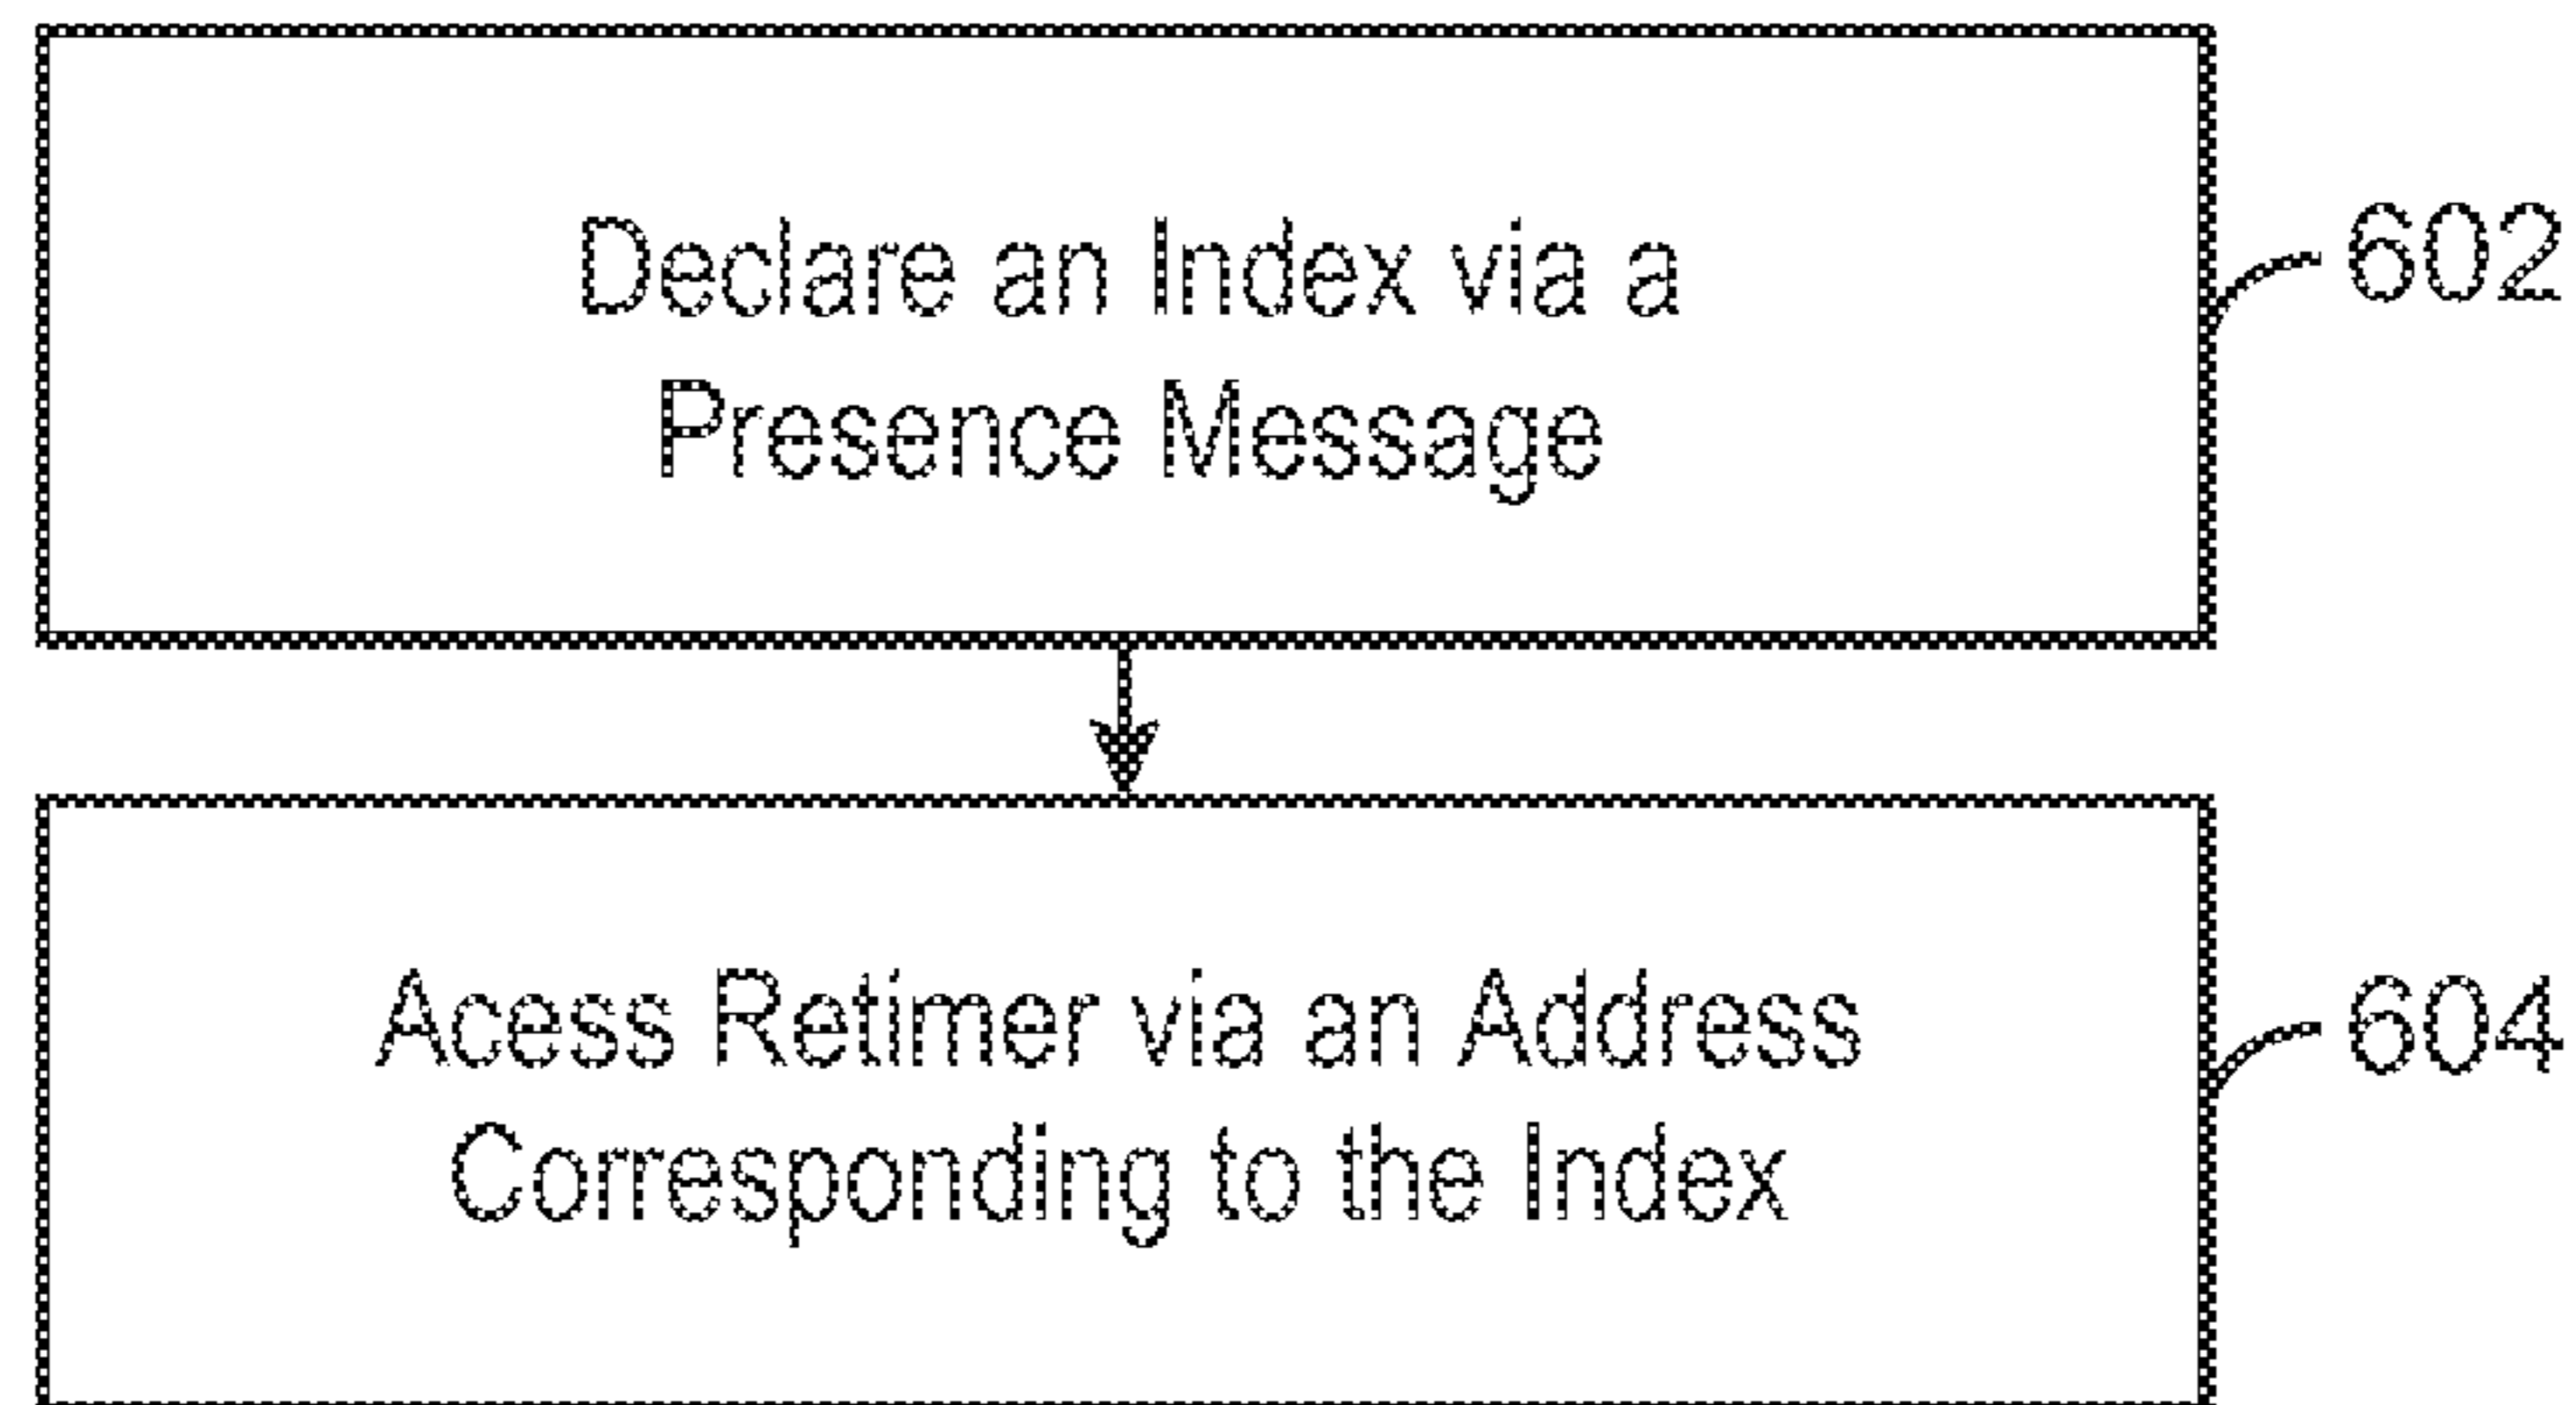 Declare an Index via a
Presence Message
602
Acess Retimer via an Address
Corresponding to the Index
604